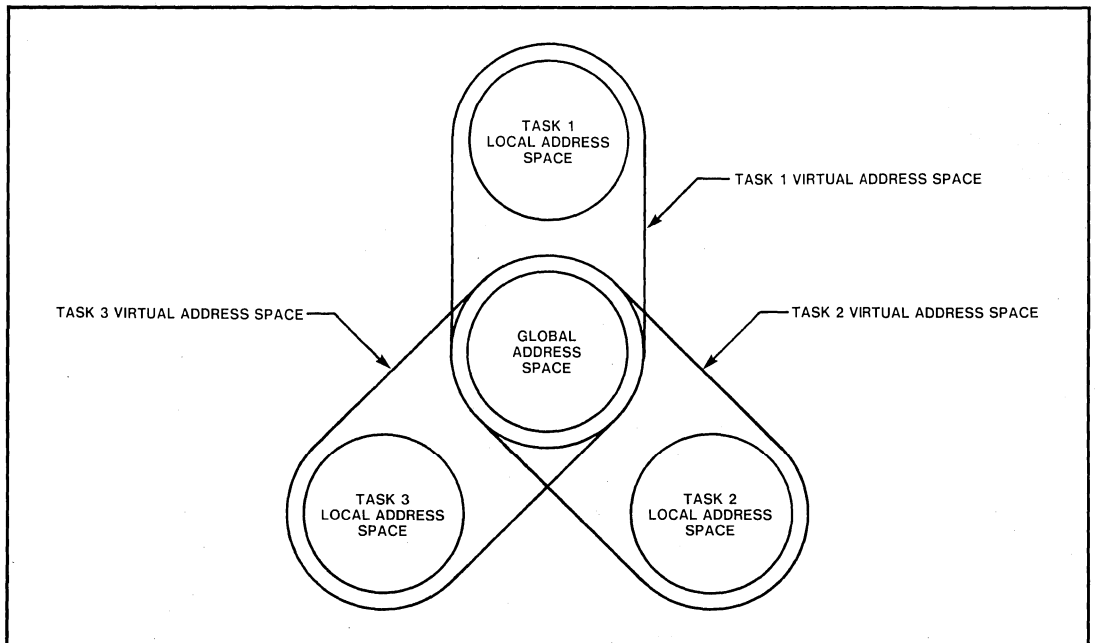 TASK 1
LOCAL ADDRESS
SPACE
TASK 1 VIRTUAL ADDRESS SPACE
TASK 3 VIRTUAL ADDRESS SPACE
TASK 2 VIRTUAL ADDRESS SPACE
GLOBAL
ADDRESS
SPACE
TASK 3
LOCAL ADDRESS
SPACE
TASK 2
LOCAL ADDRESS
SPACE